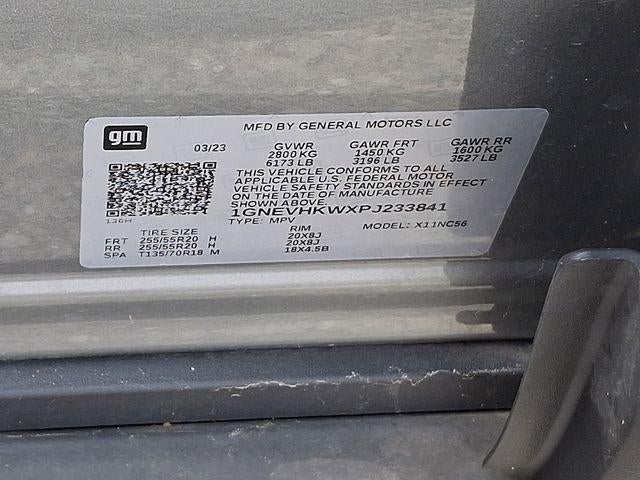 gm
MFD BY GENERAL MOTORS LLC
03/23 GVWR GAWR FRT GAWR RR
2800 KG 1450 KG 1600 KG
6173 LB 3196 LB 3527 LB
THIS VEHICLE CONFORMS TO ALL
APPLICABLE U.S. FEDERAL MOTOR
VEHICLE SAFETY STANDARDS IN EFFECT
ON THE DATE OF MANUFACTURE
SHOWN ABOVE.
136H
1GNEVHKWXPJ233841
TYPE: MPV MODEL: X11NC56
TIRE SIZE RIM
FRT 255/55R20 H 20X8J
RR 255/55R20 H 20X8J
SPA T135/70R18 M 18X4.5B